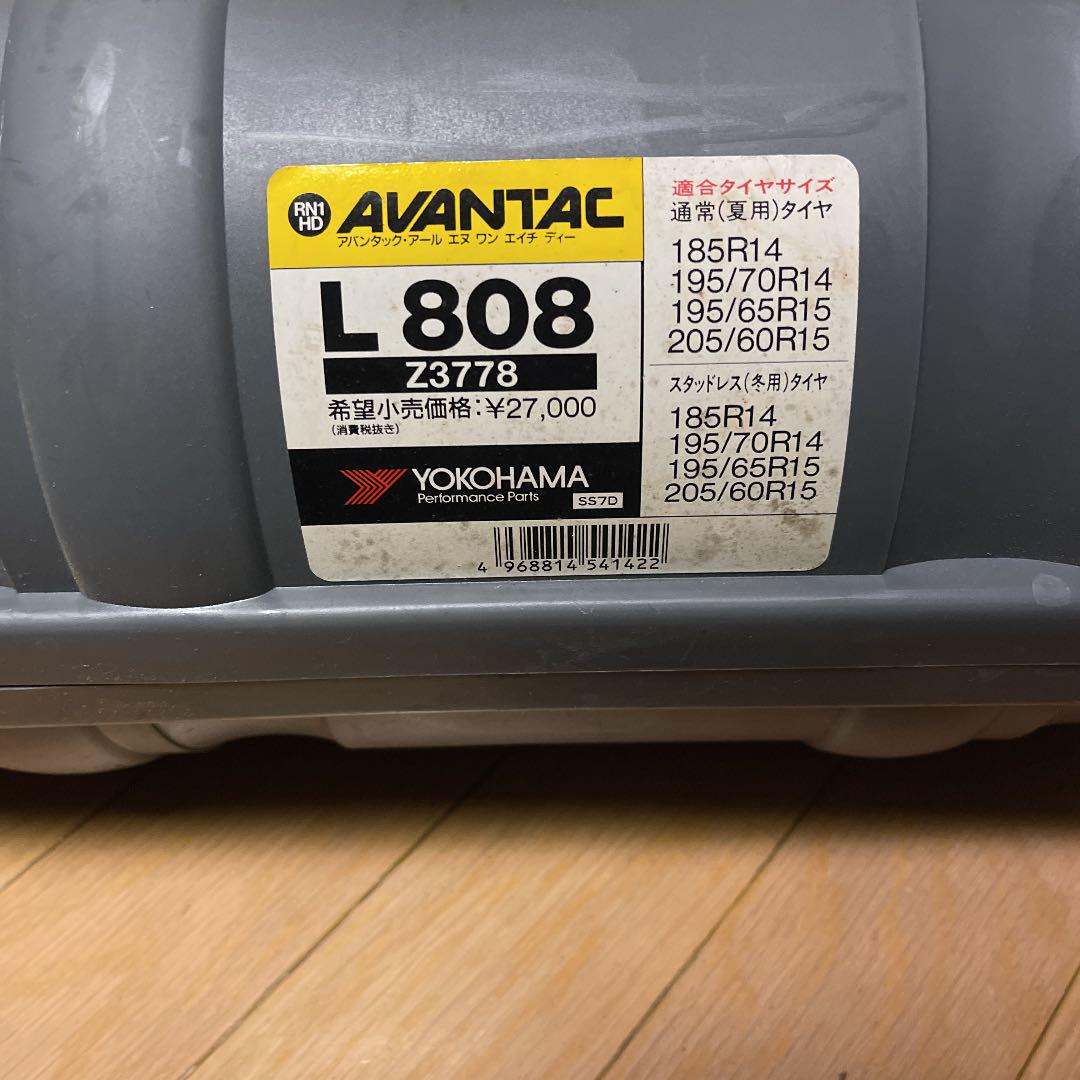 RN1
HD
AVANTAC
アバンタック・アール エヌ ワン エイチ ディー
L 808
Z3778
希望小売価格:¥27,000
(消費税抜き)
YOKOHAMA
Performance Parts
SS7D
適合タイヤサイズ
通常(夏用)タイヤ
185R14
195/70R14
195/65R15
205/60R15
スタッドレス(冬用)タイヤ
185R14
195/70R14
195/65R15
205/60R15
4 968814 541422